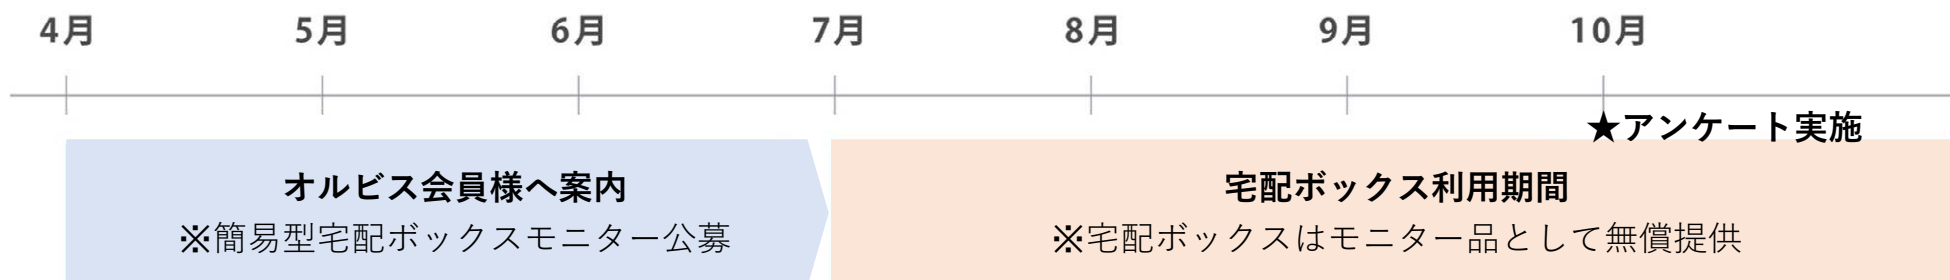 4月 5月 6月 7月 8月 9月 10月
★アンケート実施
オルビス会員様へ案内
※簡易型宅配ボックスモニター公募
宅配ボックス利用期間
※宅配ボックスはモニター品として無償提供